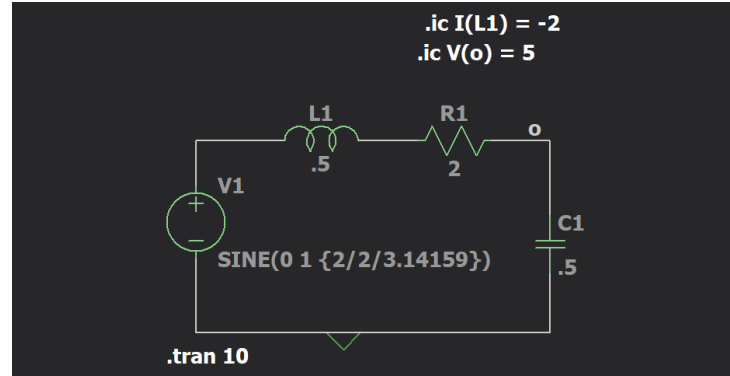 .ic I(L1) = -2
.ic V(o) = 5
L1
R1
o
.5
2
V1
C1
SINE(0 1 {2/2/3.14159})
.5
.tran 10